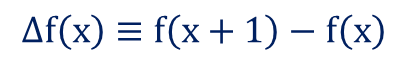 Δf(x) ≡ f(x + 1) − f(x)